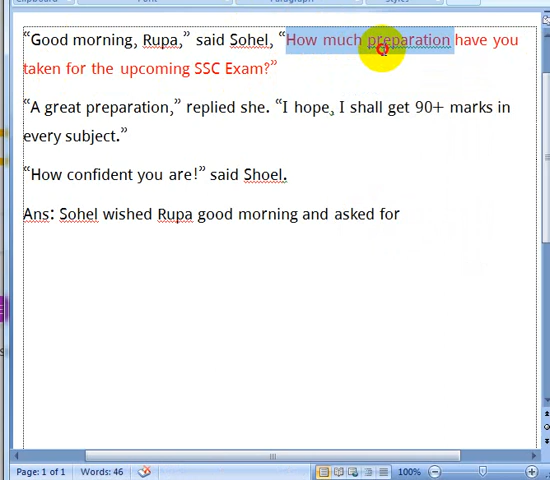 “Good morning, Rupa,” said Sohel, “How much preparation have you
taken for the upcoming SSC Exam?”
“A great preparation,” replied she. “I hope, I shall get 90+ marks in
every subject.”
“How confident you are!” said Shoel.
Ans: Sohel wished Rupa good morning and asked for
Page: 1 of 1 Words: 46 100%